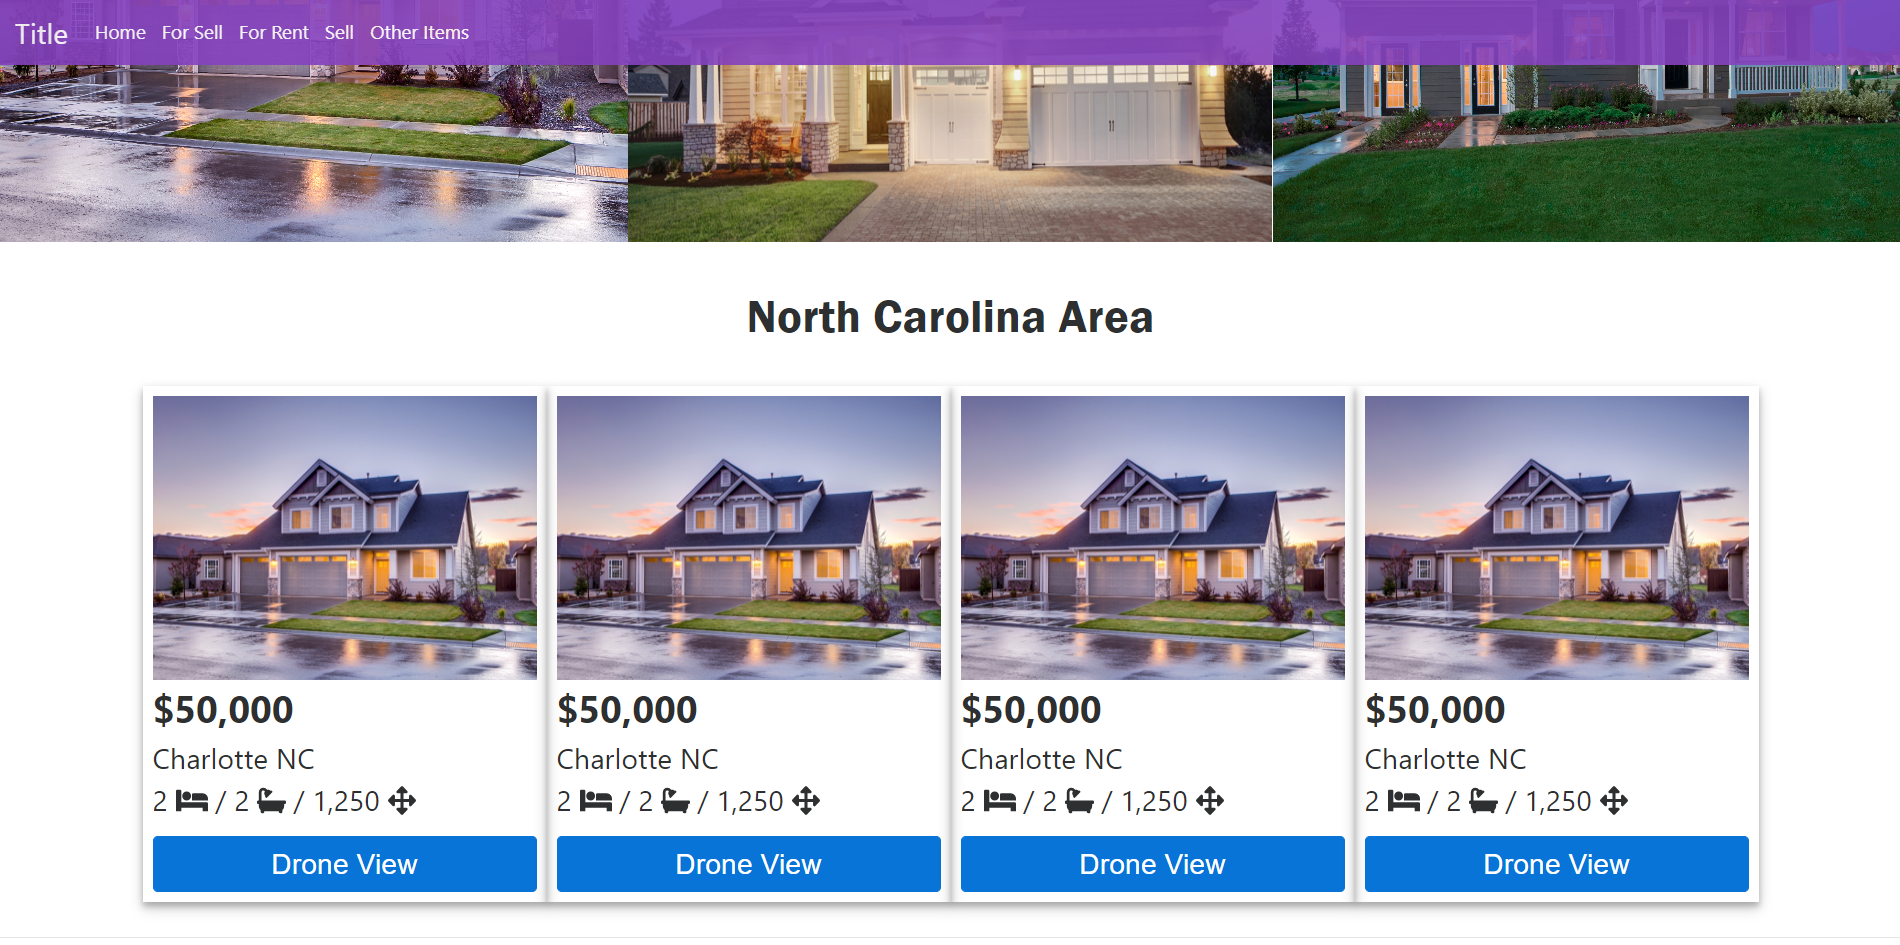 Title Home For Sell For Rent Sell Other Items
North Carolina Area
$50,000 $50,000 $50,000 $50,000
Charlotte NC Charlotte NC Charlotte NC Charlotte NC
2 / 2 / 1,250 2 / 2 / 1,250 2 / 2 / 1,250 2 / 2 / 1,250
Drone View Drone View Drone View Drone View